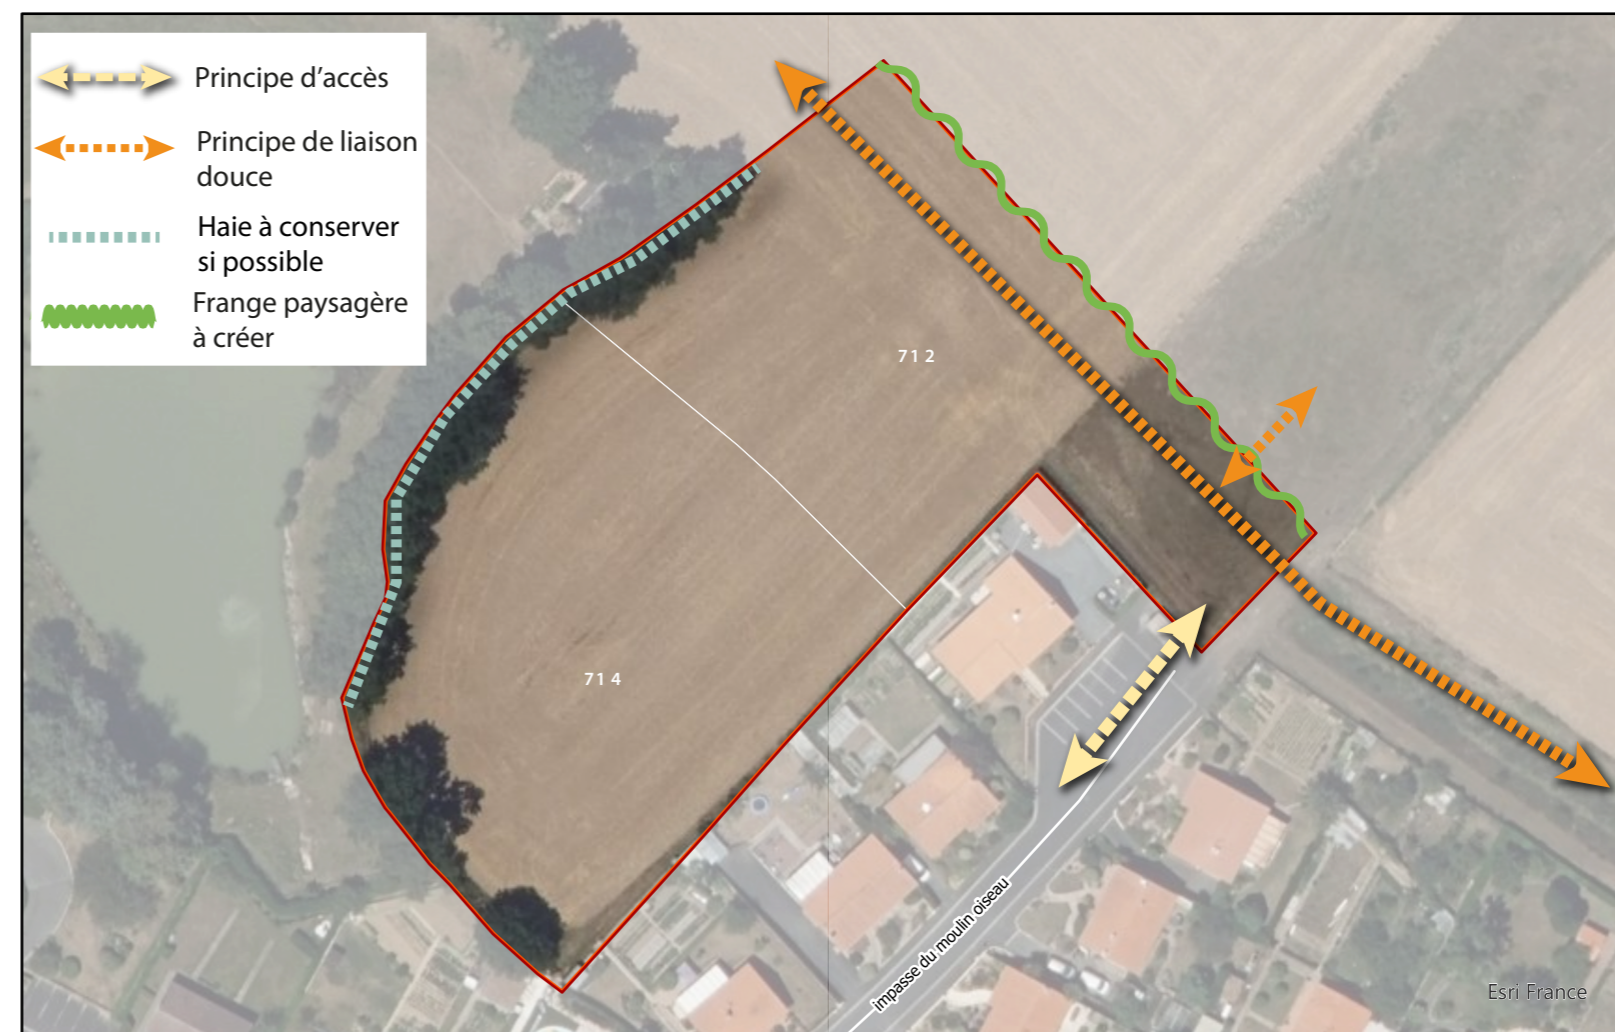 Principe d'accès
Principe de liaison
douce
Haie à conserver
si possible
Frange paysagère
à créer
71 2
71 4
impasse du moulin oiseau
Esri France